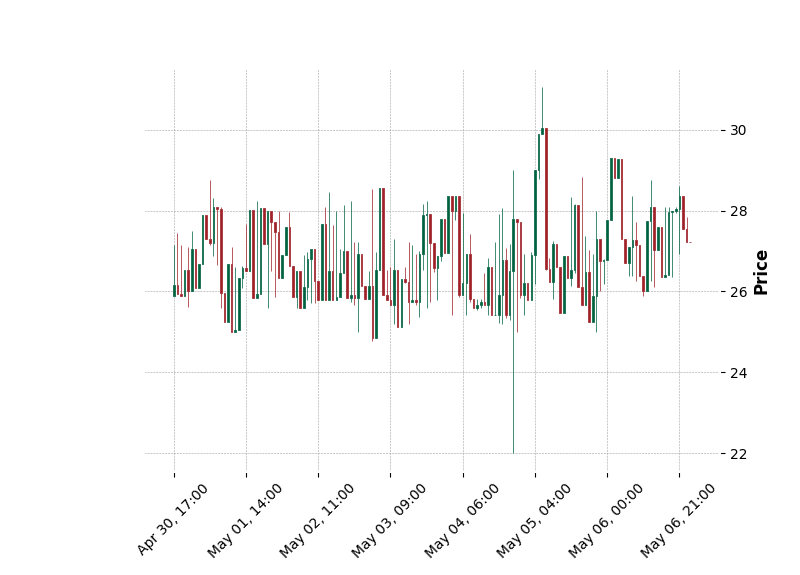 30
28
26
24
22
Price
Apr 30, 17:00
May 01, 14:00
May 02, 11:00
May 03, 09:00
May 04, 06:00
May 05, 04:00
May 06, 00:00
May 06, 21:00